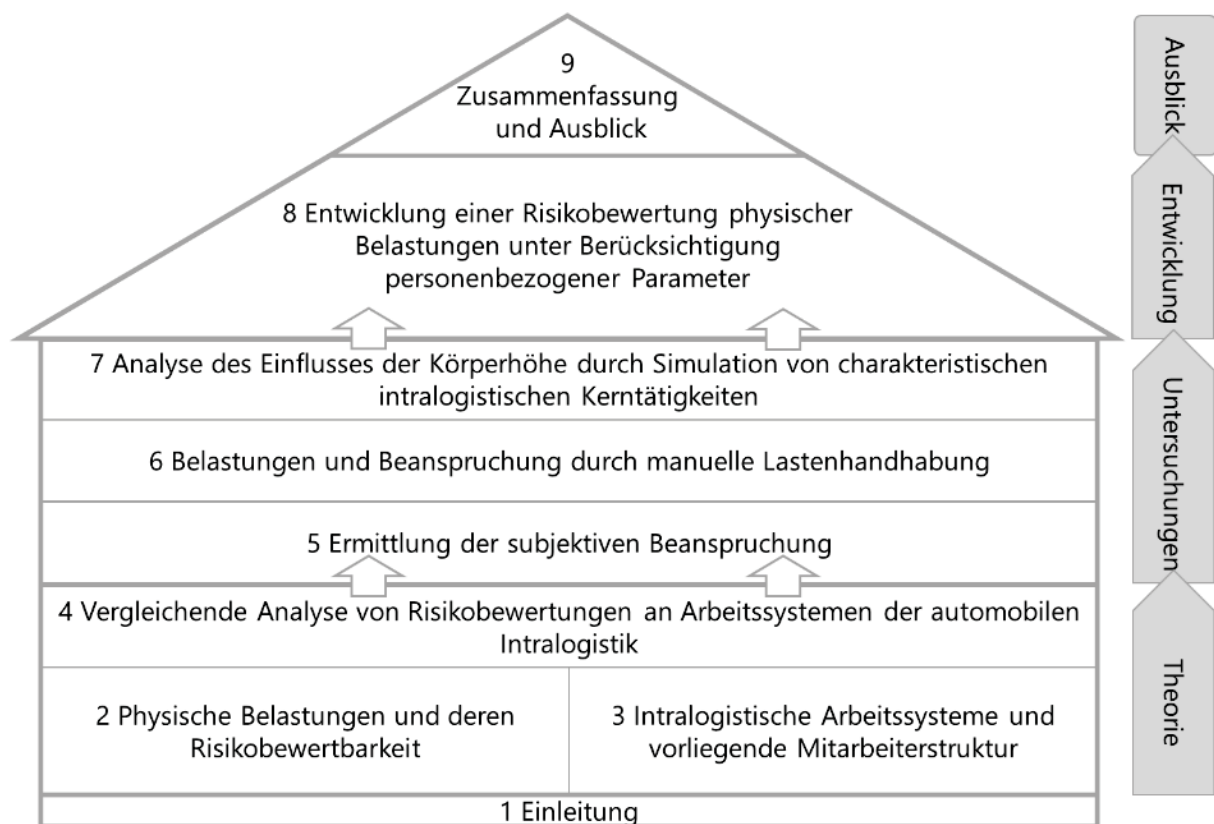 9
Zusammenfassung
und Ausblick
8 Entwicklung einer Risikobewertung physischer
Belastungen unter Berücksichtigung
personenbezogener Parameter
7 Analyse des Einflusses der Körperhöhe durch Simulation von charakteristischen
intralogistischen Kerntätigkeiten
6 Belastungen und Beanspruchung durch manuelle Lastenhandhabung
5 Ermittlung der subjektiven Beanspruchung
4 Vergleichende Analyse von Risikobewertungen an Arbeitssystemen der automobilen
Intralogistik
2 Physische Belastungen und deren
Risikobewertbarkeit
3 Intralogistische Arbeitssysteme und
vorliegende Mitarbeiterstruktur
1 Einleitung
Ausblick
Entwicklung
Untersuchungen
Theorie